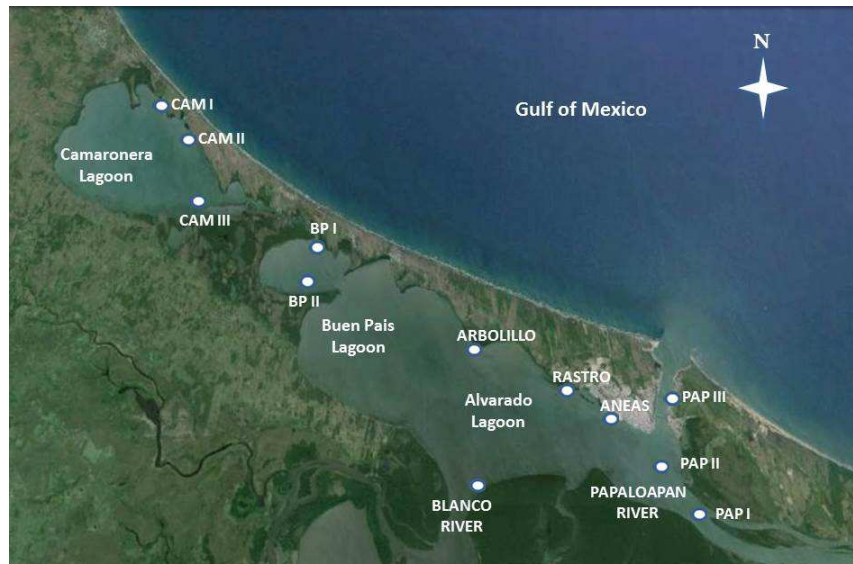 N
Gulf of Mexico
CAM I
CAM II
Camaronera
Lagoon
CAM III
BP I
BP II
Buen Pais
Lagoon
ARBOLILLO
RASTRO
ANEAS
PAP III
Alvarado
Lagoon
PAP II
BLANCO
RIVER
PAPALOAPAN
RIVER
PAP I